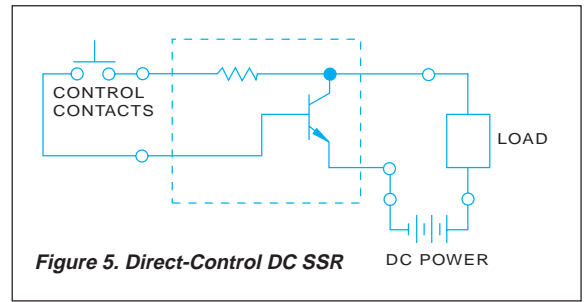 CONTROL
CONTACTS
LOAD
DC POWER
Figure 5. Direct-Control DC SSR